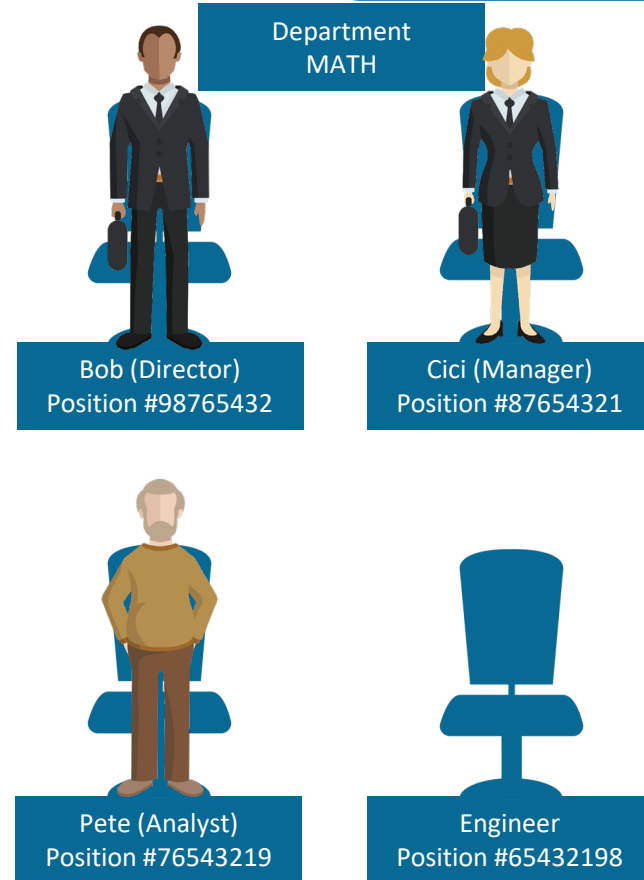 Department
MATH
Bob (Director)
Position #98765432
Cici (Manager)
Position #87654321
Pete (Analyst)
Position #76543219
Engineer
Position #65432198